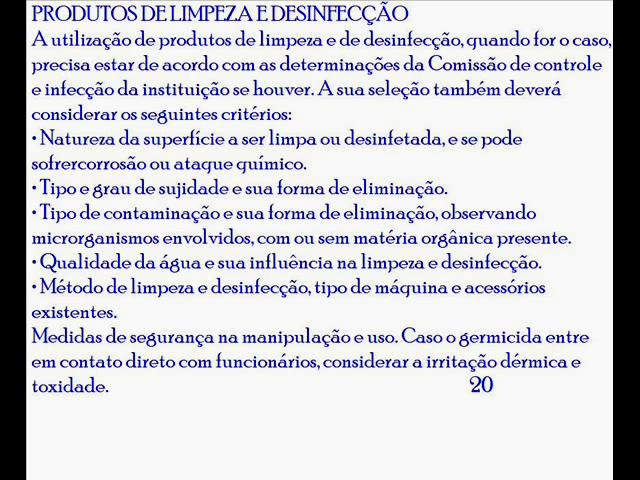 PRODUTOS DE LIMPEZA E DESINFECÇÃO
A utilização de produtos de limpeza e de desinfecção, quando for o caso,
precisa estar de acordo com as determinações da Comissão de controle
e infecção da instituição se houver. A sua seleção também deverá
considerar os seguintes critérios:
• Natureza da superfície a ser limpa ou desinfetada, e se pode
sofrercorrosão ou ataque químico.
• Tipo e grau de sujidade e sua forma de eliminação.
• Tipo de contaminação e sua forma de eliminação, observando
microrganismos envolvidos, com ou sem matéria orgânica presente.
• Qualidade da água e sua influência na limpeza e desinfecção.
• Método de limpeza e desinfecção, tipo de máquina e acessórios
existentes.
Medidas de segurança na manipulação e uso. Caso o germicida entre
em contato direto com funcionários, considerar a irritação dérmica e
toxidade. 20